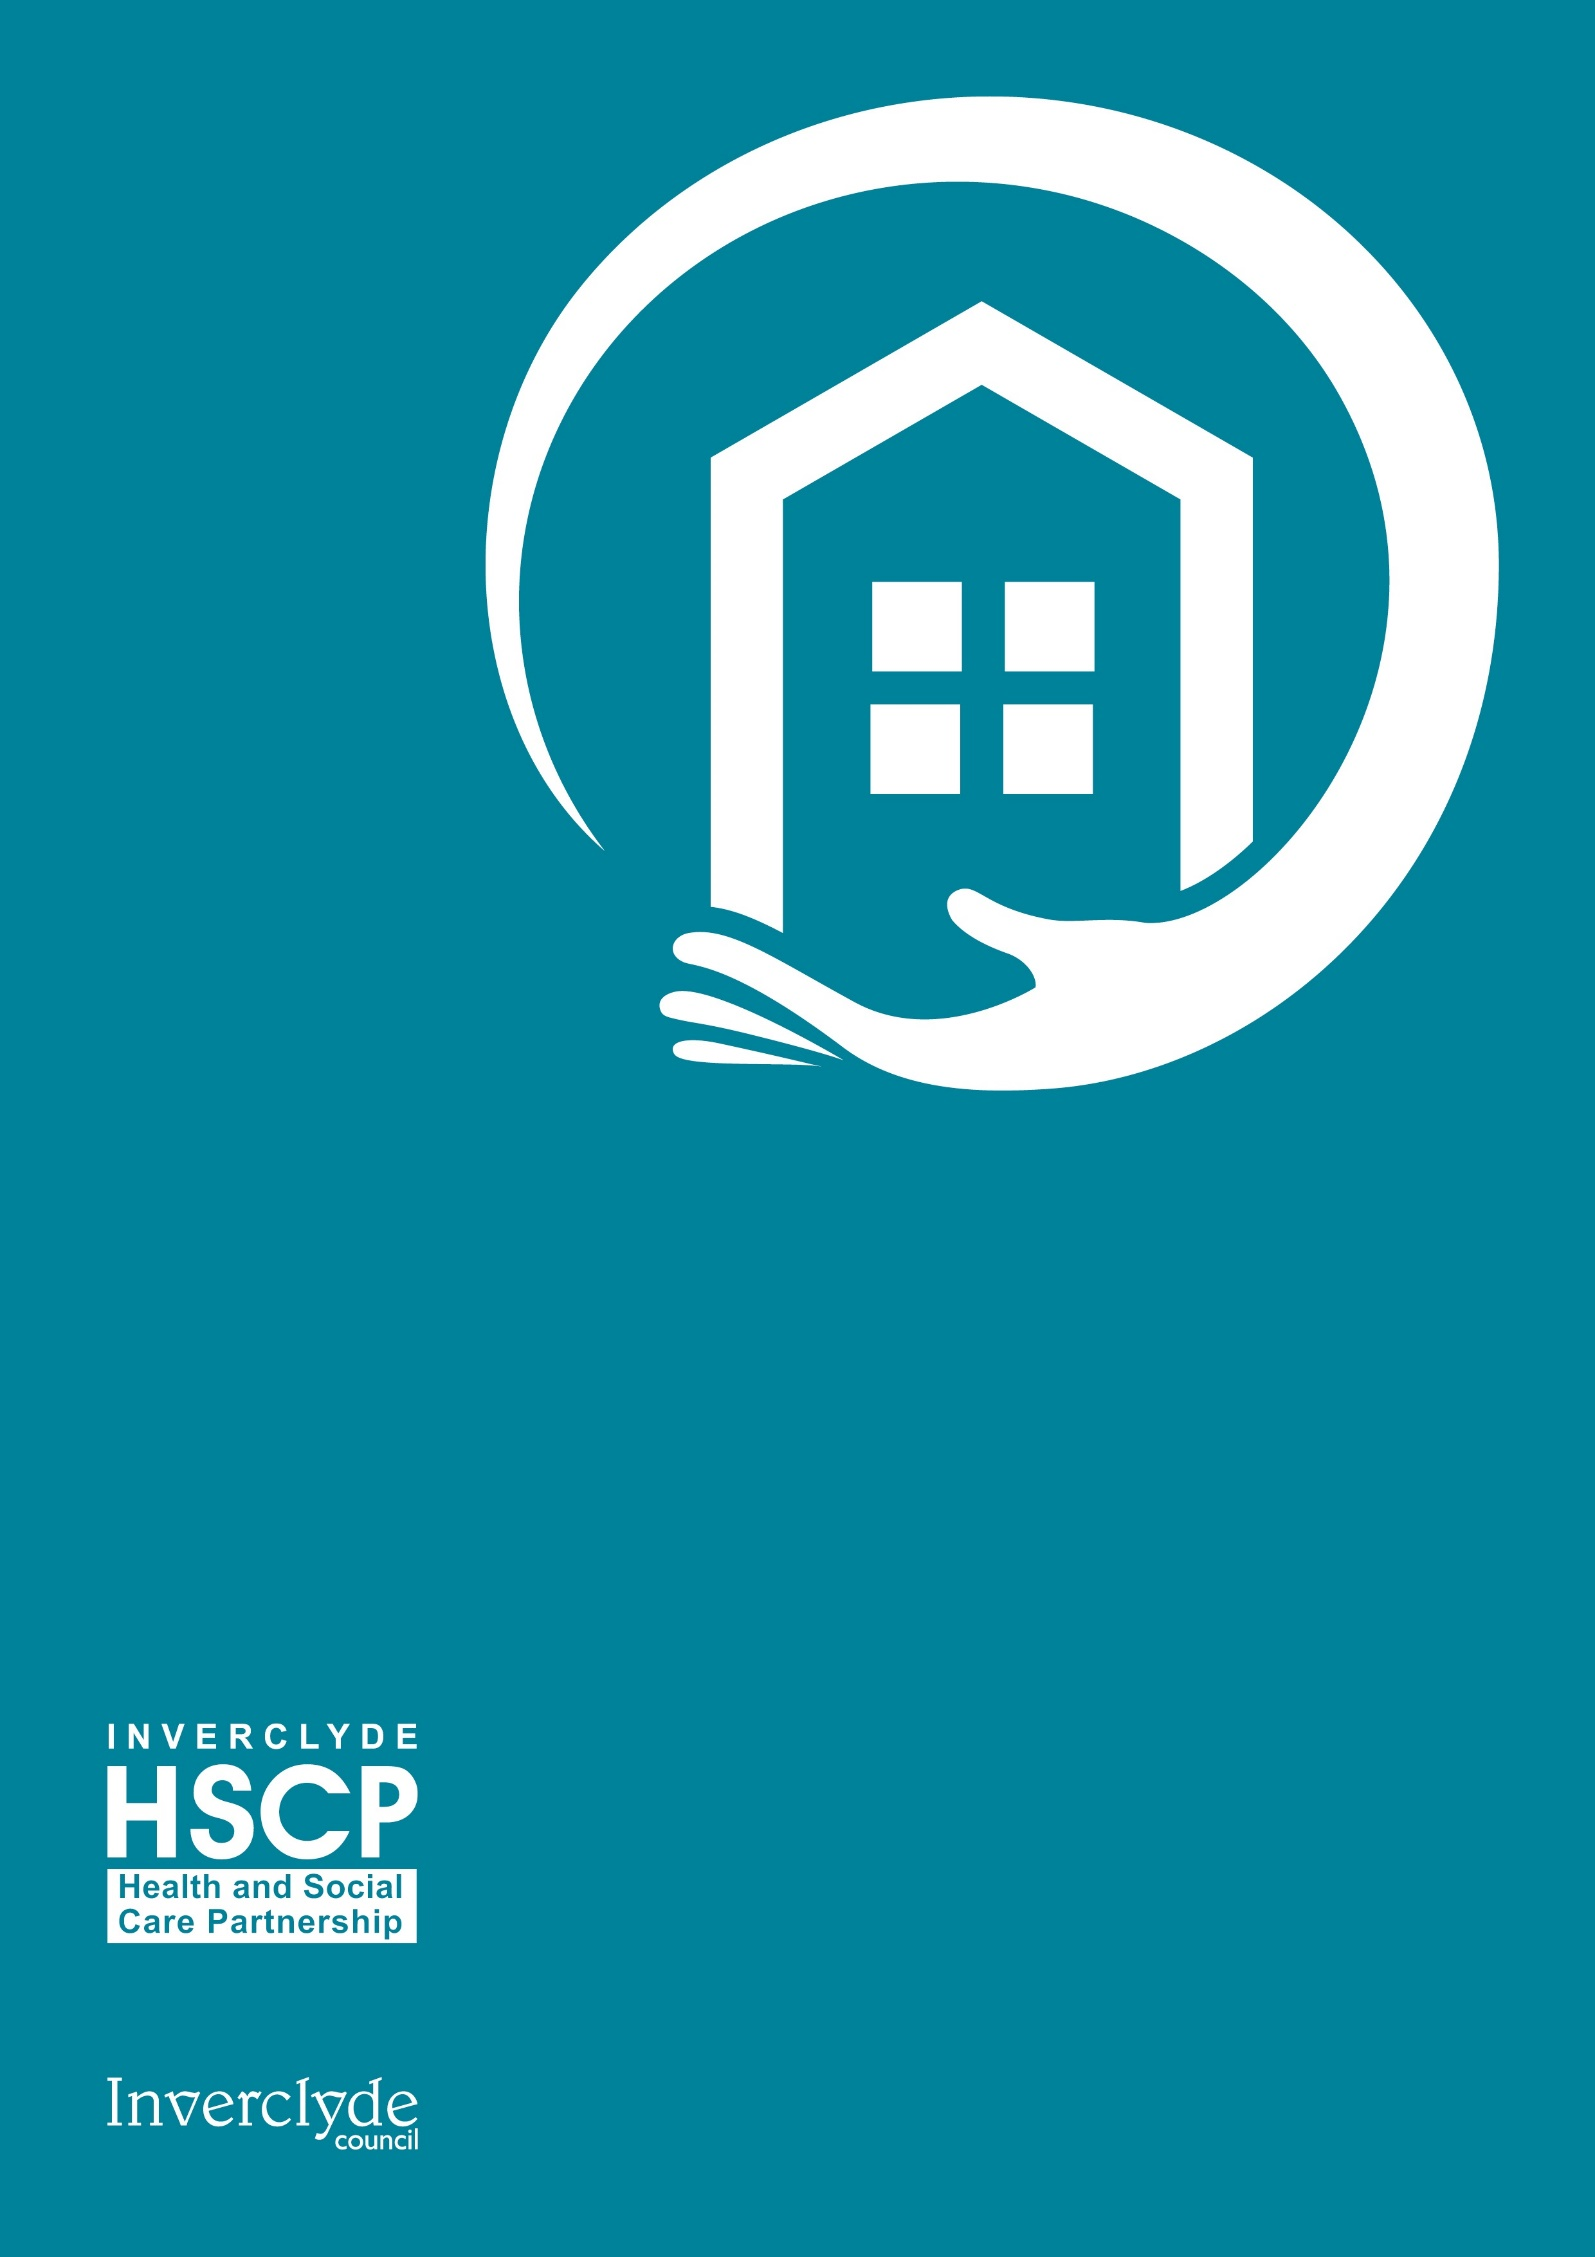 INVERCLYDE
HSCP
Health and Social
Care Partnership
Inverclyde
council